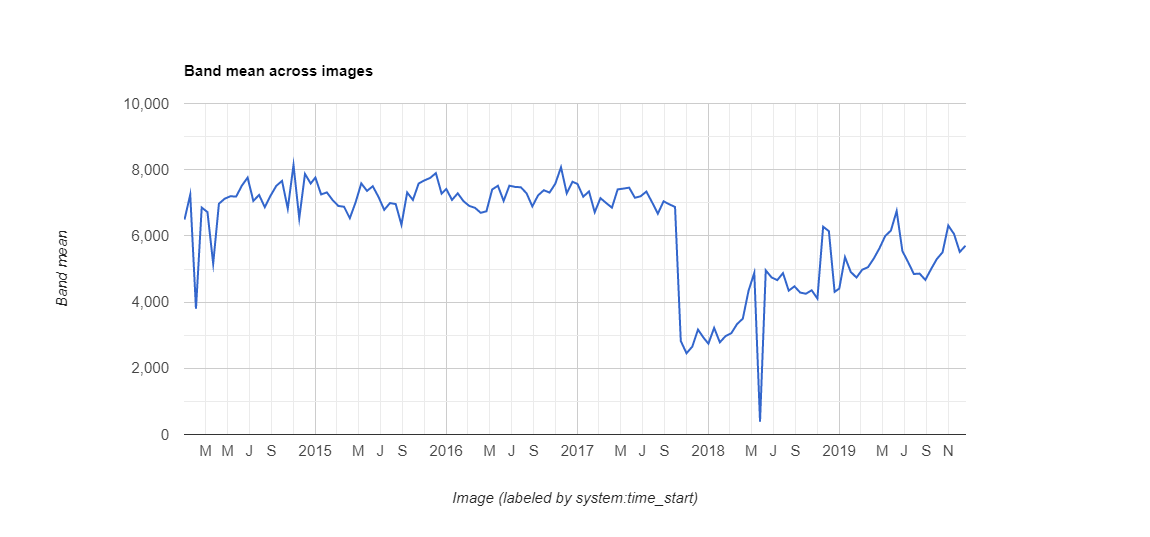 Band mean across images
10,000
8,000
6,000
4,000
2,000
0
Band mean
M M J S 2015 M J S 2016 M J S 2017 M J S 2018 M J S 2019 M J S N
Image (labeled by system:time_start)